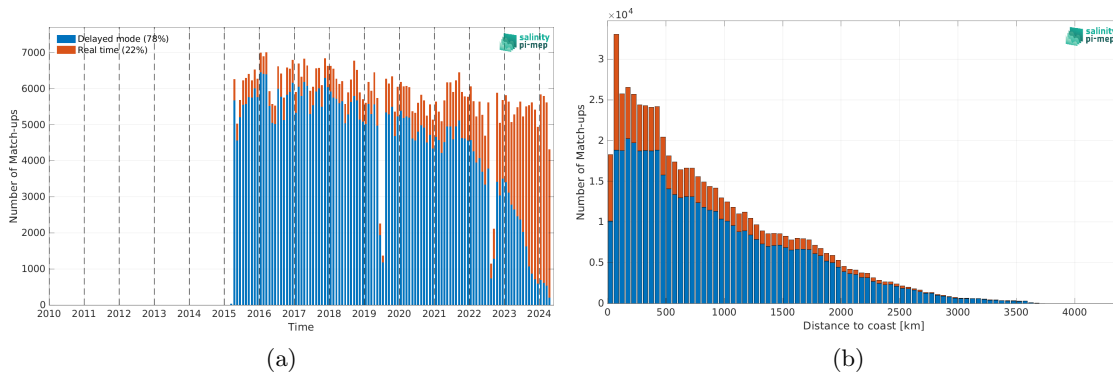 Delayed mode (78%)
Real time (22%)
salinity
pi-mep
Number of Match-ups
7000
6000
5000
4000
3000
2000
1000
0
2010 2011 2012 2013 2014 2015 2016 2017 2018 2019 2020 2021 2022 2023 2024
Time
(a)
×10⁴
salinity
pi-mep
Number of Match-ups
3
2.5
2
1.5
1
0.5
0
0 500 1000 1500 2000 2500 3000 3500 4000
Distance to coast [km]
(b)